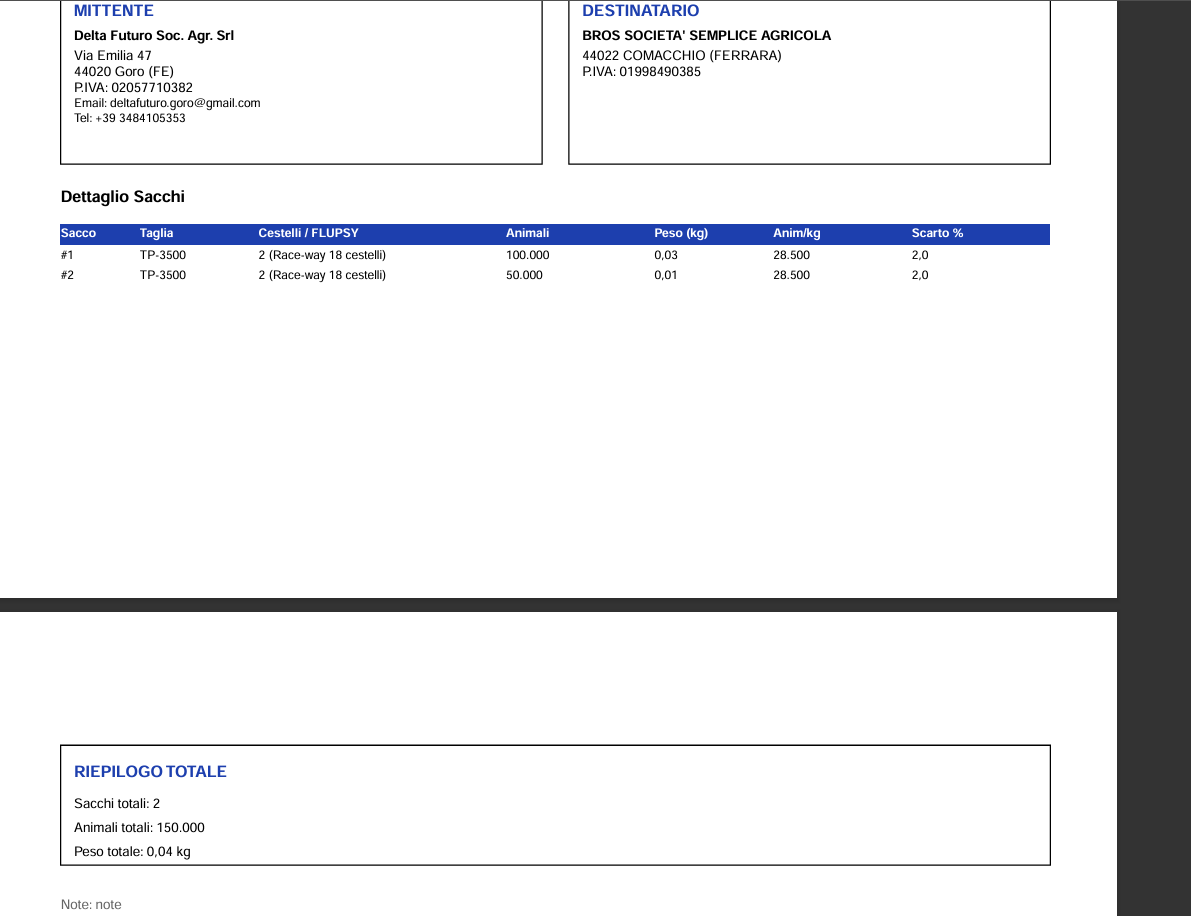 MITTENTE
Delta Futuro Soc. Agr. Srl
Via Emilia 47
44020 Goro (FE)
P.IVA: 02057710382
Email: deltafuturo.goro@gmail.com
Tel: +39 3484105353
DESTINATARIO
BROS SOCIETA' SEMPLICE AGRICOLA
44022 COMACCHIO (FERRARA)
P.IVA: 01998490385
Dettaglio Sacchi
Sacco Taglia Cestelli / FLUPSY Animali Peso (kg) Anim/kg Scarto %
#1 TP-3500 2 (Race-way 18 cestelli) 100.000 0,03 28.500 2,0
#2 TP-3500 2 (Race-way 18 cestelli) 50.000 0,01 28.500 2,0
RIEPILOGO TOTALE
Sacchi totali: 2
Animali totali: 150.000
Peso totale: 0,04 kg
Note: note